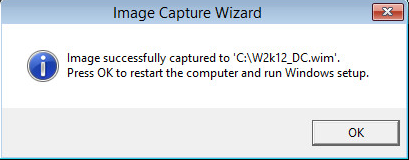 Image Capture Wizard
Image successfully captured to 'C:\W2k12_DC.wim'.
Press OK to restart the computer and run Windows setup.
OK